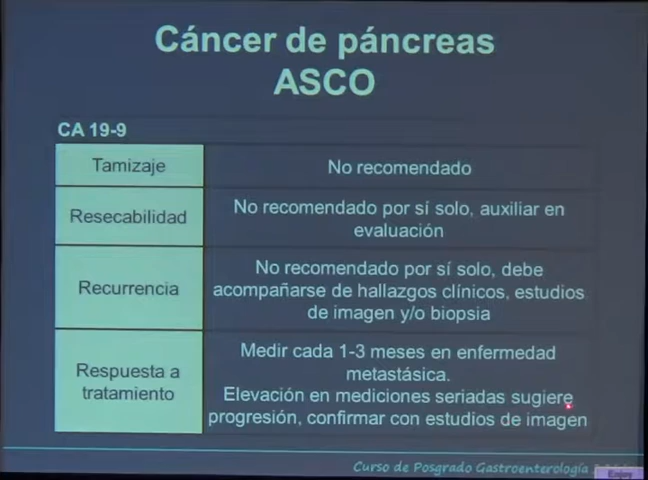 Cáncer de páncreas
ASCO
CA 19-9
Tamizaje
No recomendado
Resecabilidad
No recomendado por sí solo, auxiliar en
evaluación
Recurrencia
No recomendado por sí solo, debe
acompañarse de hallazgos clínicos, estudios
de imagen y/o biopsia
Respuesta a
tratamiento
Medir cada 1-3 meses en enfermedad
metastásica.
Elevación en mediciones seriadas sugiere
progresión, confirmar con estudios de imagen
Curso de Posgrado Gastroenterología
Enjoy